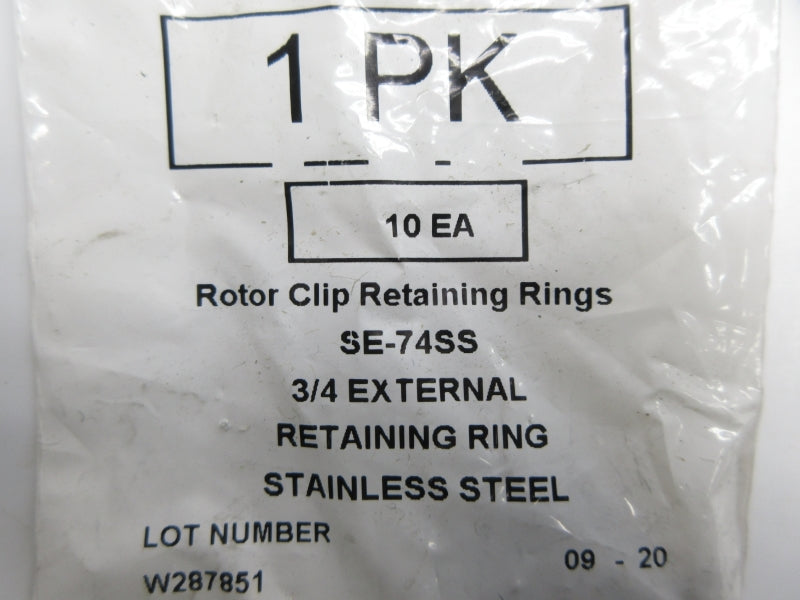 1 PK
10 EA
Rotor Clip Retaining Rings
SE-74SS
3/4 EXTERNAL
RETAINING RING
STAINLESS STEEL
LOT NUMBER
09 - 20
W287851